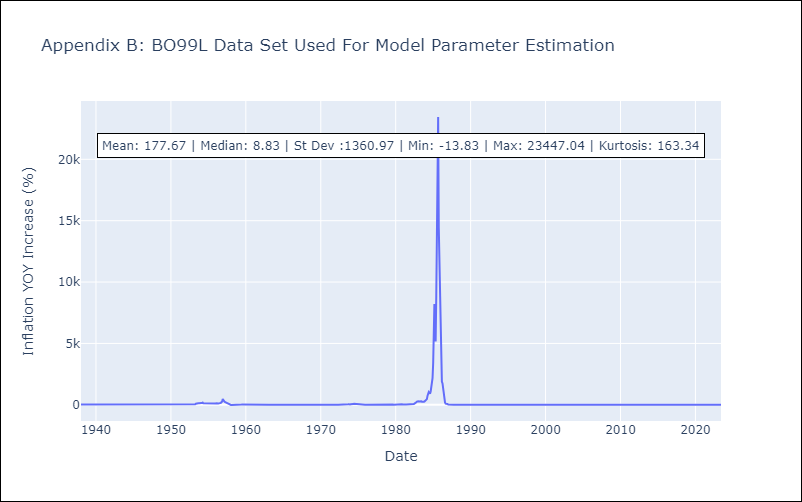 Appendix B: BO99L Data Set Used For Model Parameter Estimation
Mean: 177.67 | Median: 8.83 | St Dev :1360.97 | Min: -13.83 | Max: 23447.04 | Kurtosis: 163.34
Inflation YOY Increase (%)
20k
15k
10k
5k
0
1940 1950 1960 1970 1980 1990 2000 2010 2020
Date